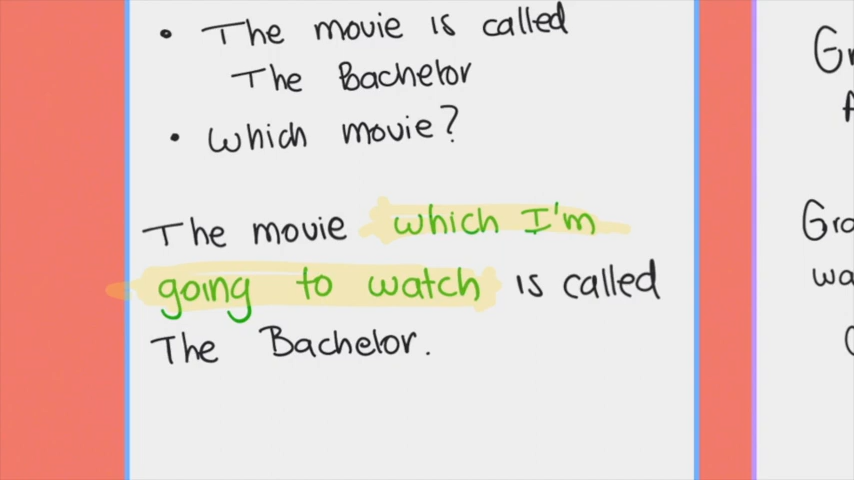 • The movie is called
The Bachelor
• Which movie?
The movie which I'm
going to watch is called
The Bachelor.